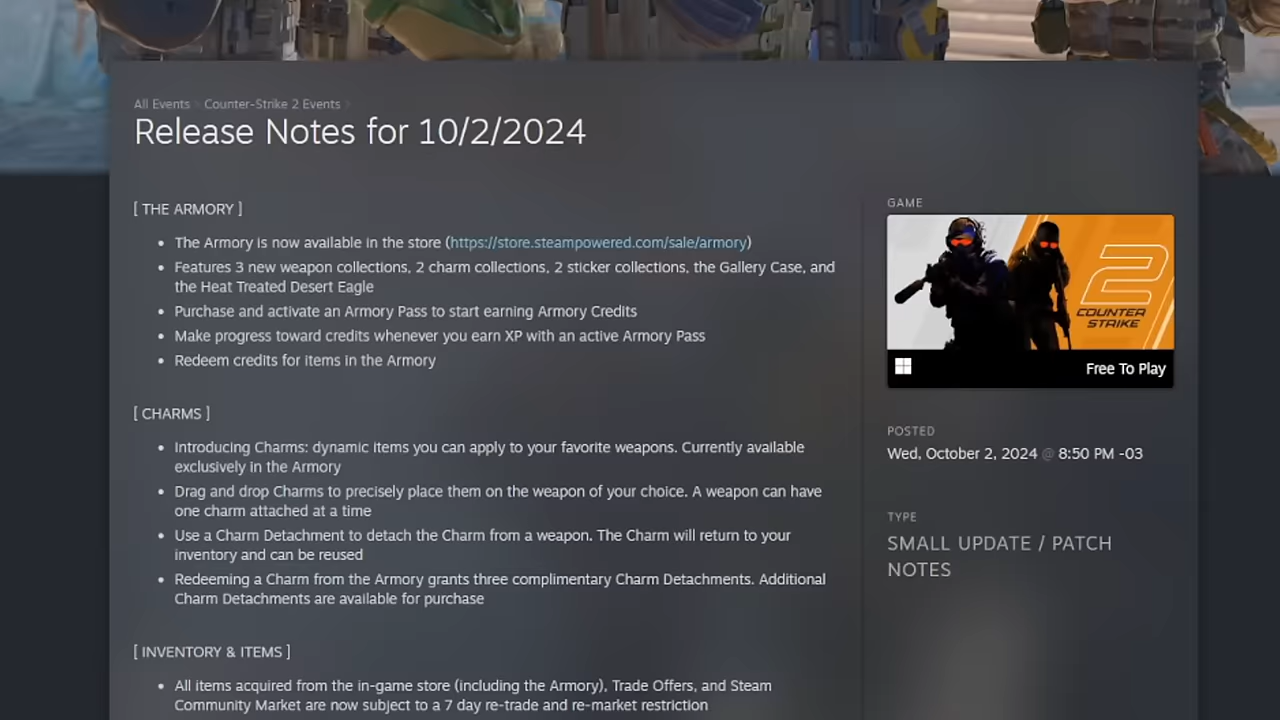 All Events > Counter-Strike 2 Events >
Release Notes for 10/2/2024
[ THE ARMORY ]
• The Armory is now available in the store (https://store.steampowered.com/sale/armory)
• Features 3 new weapon collections, 2 charm collections, 2 sticker collections, the Gallery Case, and
the Heat Treated Desert Eagle
• Purchase and activate an Armory Pass to start earning Armory Credits
• Make progress toward credits whenever you earn XP with an active Armory Pass
• Redeem credits for items in the Armory
[ CHARMS ]
• Introducing Charms: dynamic items you can apply to your favorite weapons. Currently available
exclusively in the Armory
• Drag and drop Charms to precisely place them on the weapon of your choice. A weapon can have
one charm attached at a time
• Use a Charm Detachment to detach the Charm from a weapon. The Charm will return to your
inventory and can be reused
• Redeeming a Charm from the Armory grants three complimentary Charm Detachments. Additional
Charm Detachments are available for purchase
[ INVENTORY & ITEMS ]
• All items acquired from the in-game store (including the Armory), Trade Offers, and Steam
Community Market are now subject to a 7 day re-trade and re-market restriction
GAME
2
COUNTER
STRIKE
Free To Play
POSTED
Wed, October 2, 2024 @ 8:50 PM -03
TYPE
SMALL UPDATE / PATCH
NOTES